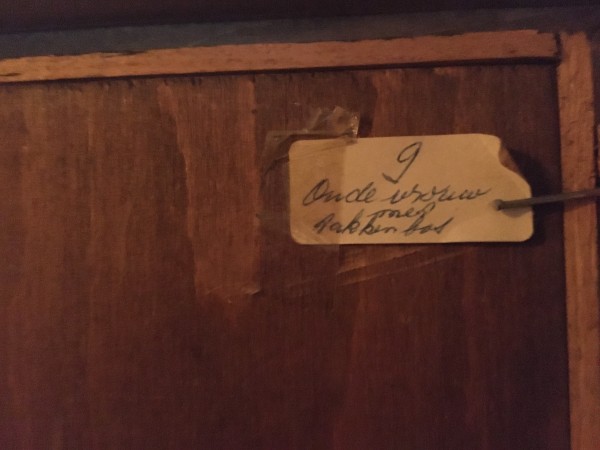 9
Oude vrouw
met
takkenbos